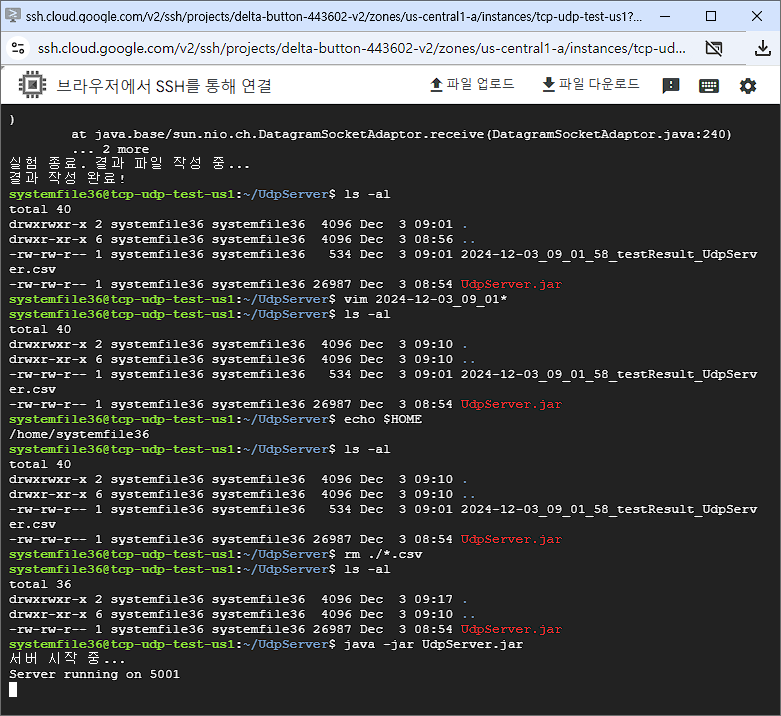 ssh.cloud.google.com/v2/ssh/projects/delta-button-443602-v2/zones/us-central1-a/instances/tcp-udp-test-us1?...
ssh.cloud.google.com/v2/ssh/projects/delta-button-443602-v2/zones/us-central1-a/instances/tcp-ud...
브라우저에서 SSH를 통해 연결 파일 업로드 파일 다운로드
)
        at java.base/sun.nio.ch.DatagramSocketAdaptor.receive(DatagramSocketAdaptor.java:240)
        ... 2 more
실험 종료. 결과 파일 작성 중...
결과 작성 완료!
systemfile36@tcp-udp-test-us1:~/UdpServer$ ls -al
total 40
drwxrwxr-x 2 systemfile36 systemfile36  4096 Dec  3 09:01 .
drwxr-xr-x 6 systemfile36 systemfile36  4096 Dec  3 08:56 ..
-rw-rw-r-- 1 systemfile36 systemfile36   534 Dec  3 09:01 2024-12-03_09_01_58_testResult_UdpServ
er.csv
-rw-rw-r-- 1 systemfile36 systemfile36 26987 Dec  3 08:54 UdpServer.jar
systemfile36@tcp-udp-test-us1:~/UdpServer$ vim 2024-12-03_09_01*
systemfile36@tcp-udp-test-us1:~/UdpServer$ ls -al
total 40
drwxrwxr-x 2 systemfile36 systemfile36  4096 Dec  3 09:10 .
drwxr-xr-x 6 systemfile36 systemfile36  4096 Dec  3 09:10 ..
-rw-rw-r-- 1 systemfile36 systemfile36   534 Dec  3 09:01 2024-12-03_09_01_58_testResult_UdpServ
er.csv
-rw-rw-r-- 1 systemfile36 systemfile36 26987 Dec  3 08:54 UdpServer.jar
systemfile36@tcp-udp-test-us1:~/UdpServer$ echo $HOME
/home/systemfile36
systemfile36@tcp-udp-test-us1:~/UdpServer$ ls -al
total 40
drwxrwxr-x 2 systemfile36 systemfile36  4096 Dec  3 09:10 .
drwxr-xr-x 6 systemfile36 systemfile36  4096 Dec  3 09:10 ..
-rw-rw-r-- 1 systemfile36 systemfile36   534 Dec  3 09:01 2024-12-03_09_01_58_testResult_UdpServ
er.csv
-rw-rw-r-- 1 systemfile36 systemfile36 26987 Dec  3 08:54 UdpServer.jar
systemfile36@tcp-udp-test-us1:~/UdpServer$ rm ./*.csv
systemfile36@tcp-udp-test-us1:~/UdpServer$ ls -al
total 36
drwxrwxr-x 2 systemfile36 systemfile36  4096 Dec  3 09:17 .
drwxr-xr-x 6 systemfile36 systemfile36  4096 Dec  3 09:10 ..
-rw-rw-r-- 1 systemfile36 systemfile36 26987 Dec  3 08:54 UdpServer.jar
systemfile36@tcp-udp-test-us1:~/UdpServer$ java -jar UdpServer.jar
서버 시작 중...
Server running on 5001